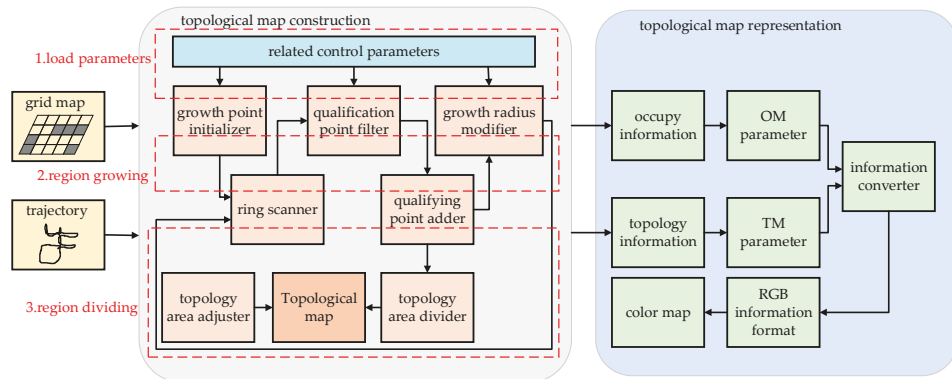 topological map construction
topological map representation
related control parameters
1.load parameters
grid map
growth point
initializer
qualification
point filter
growth radius
modifier
occupy
information
OM
parameter
information
converter
2.region growing
ring scanner
qualifying
point adder
trajectory
topology
information
TM
parameter
3.region dividing
topology
area adjuster
Topological
map
topology
area divider
color map
RGB
information
format